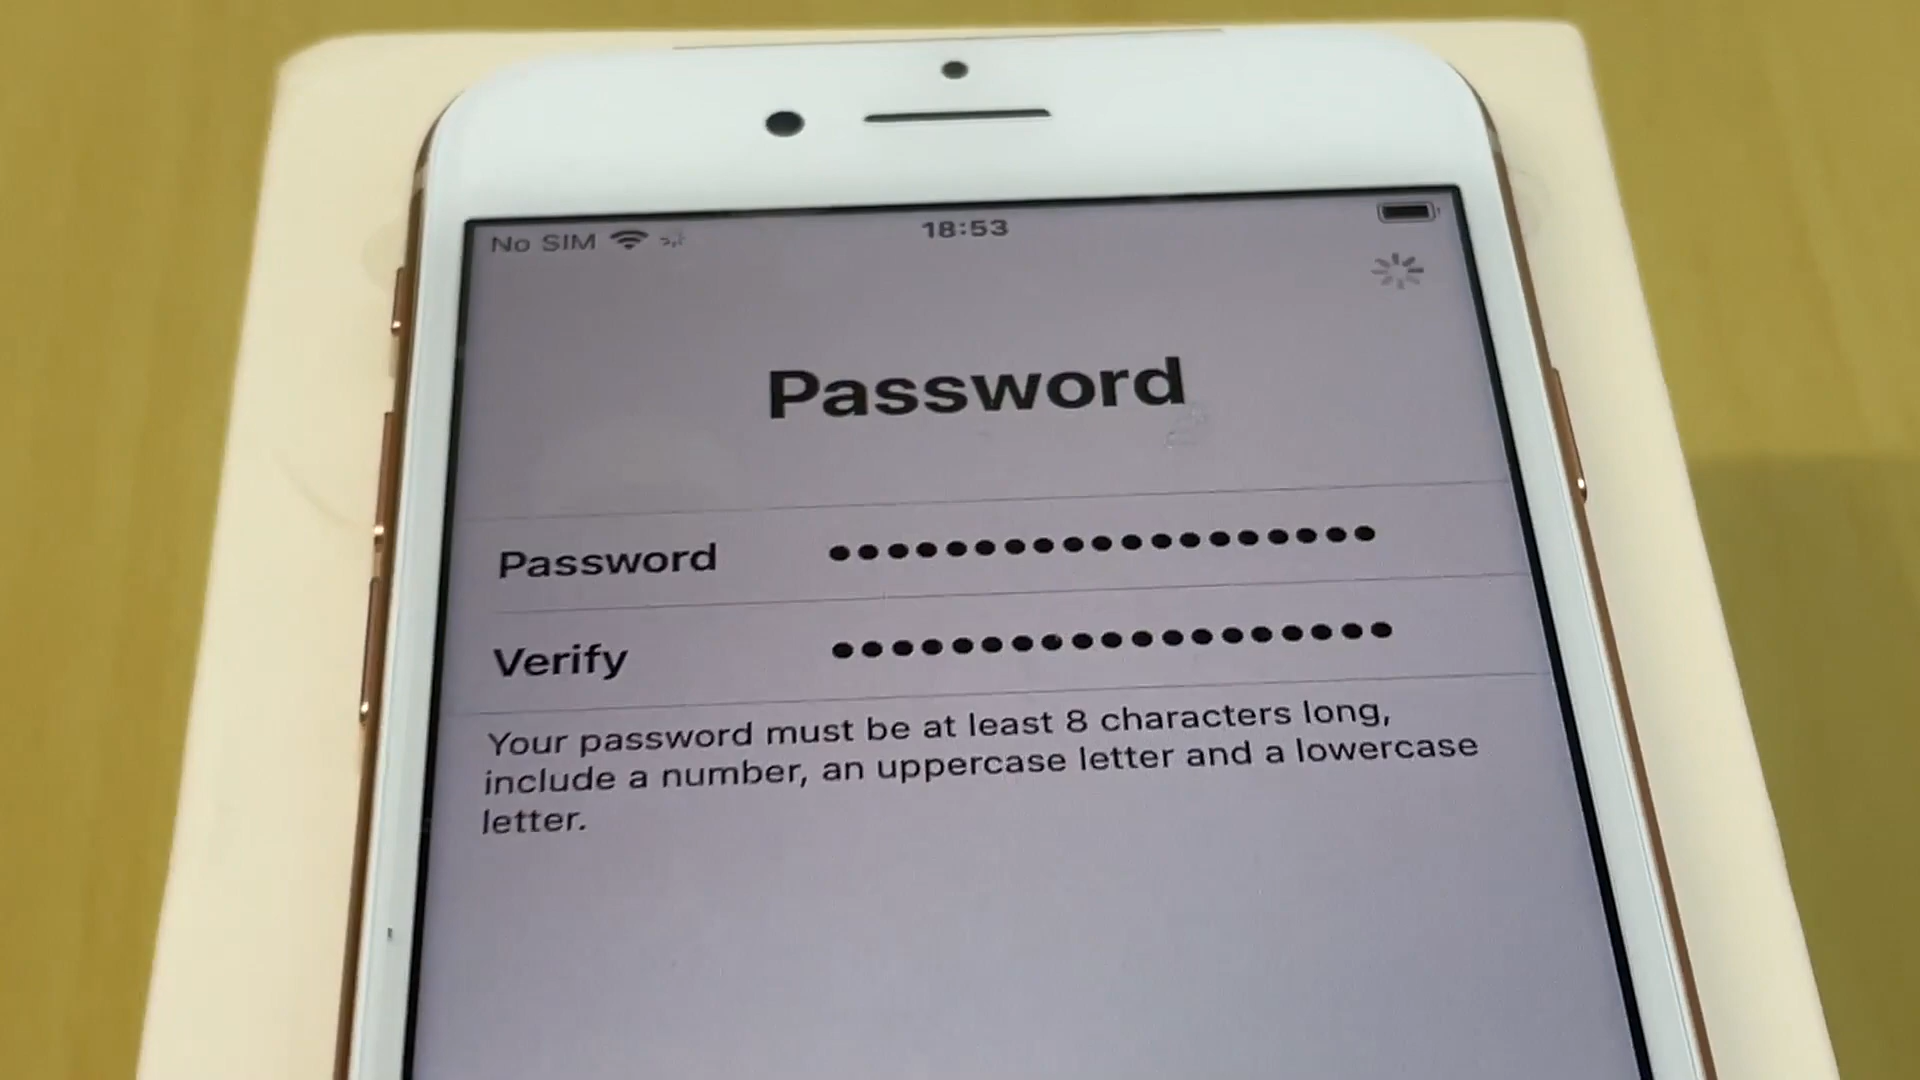 No SIM
18:53
Password
Password ●●●●●●●●●●●●●●●●●●●
Verify ●●●●●●●●●●●●●●●●●●●
Your password must be at least 8 characters long,
include a number, an uppercase letter and a lowercase
letter.